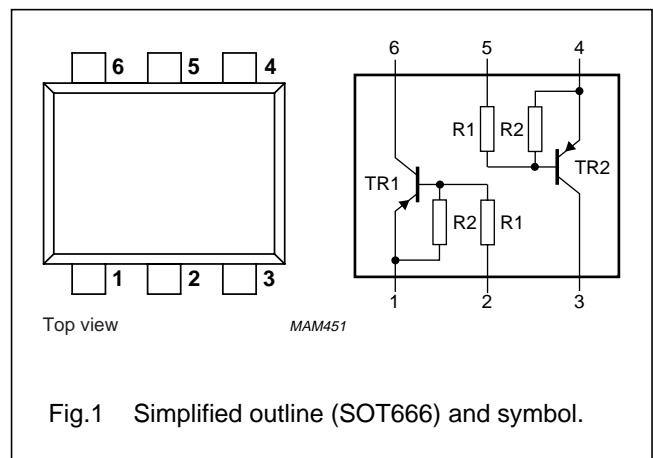 6 5 4
1 2 3
Top view
MAM451
6 5 4
R1 R2
TR1 TR2
R2 R1
1 2 3
Fig.1 Simplified outline (SOT666) and symbol.